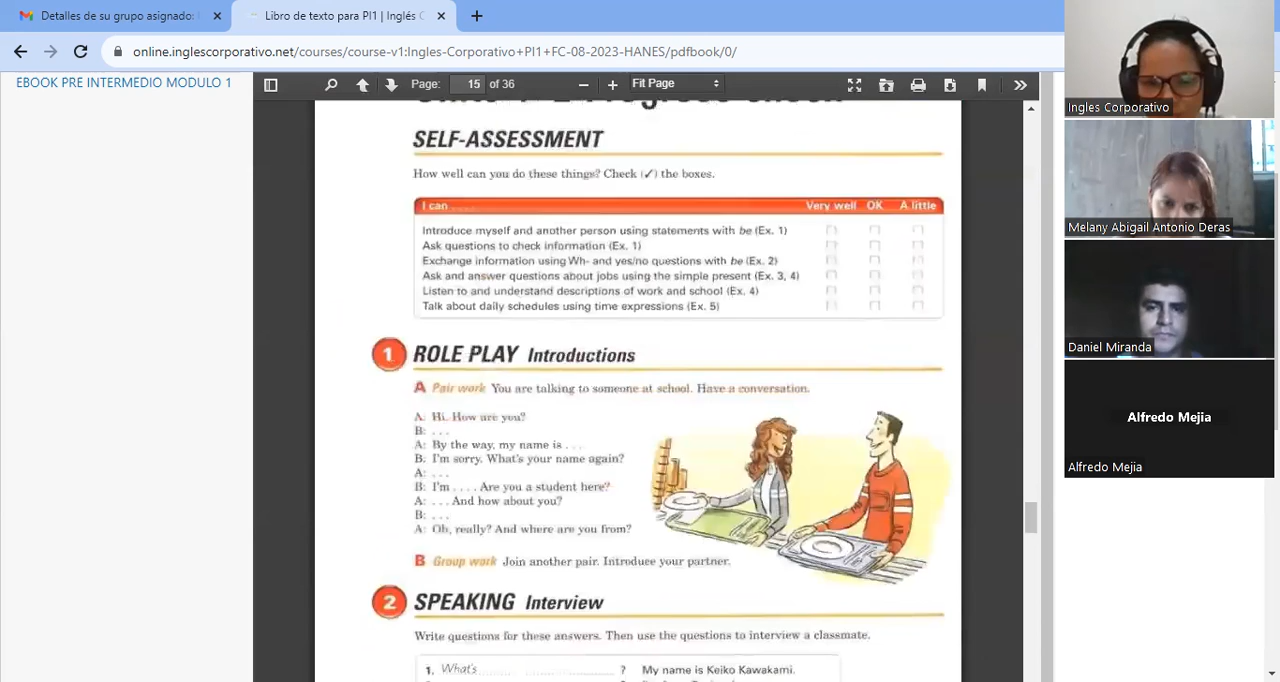 Detalles de su grupo asignado:
Libro de texto para PI1 | Inglés C
online.inglescorporativo.net/courses/course-v1:Ingles-Corporativo+PI1+FC-08-2023-HANES/pdfbook/0/
EBOOK PRE INTERMEDIO MODULO 1
Page: 15 of 36
Fit Page
SELF-ASSESSMENT
How well can you do these things? Check (✓) the boxes.
I can . . . Very well OK A little
Introduce myself and another person using statements with be (Ex. 1)
Ask questions to check information (Ex. 1)
Exchange information using Wh- and yes/no questions with be (Ex. 2)
Ask and answer questions about jobs using the simple present (Ex. 3, 4)
Listen to and understand descriptions of work and school (Ex. 4)
Talk about daily schedules using time expressions (Ex. 5)
1 ROLE PLAY Introductions
A Pair work You are talking to someone at school. Have a conversation.
A: Hi. How are you?
B: . . .
A: By the way, my name is . . .
B: I'm sorry. What's your name again?
A: . . .
B: I'm . . . . Are you a student here?
A: . . . And how about you?
B: . . .
A: Oh, really? And where are you from?
B Group work Join another pair. Introduce your partner.
2 SPEAKING Interview
Write questions for these answers. Then use the questions to interview a classmate.
1. What's ? My name is Keiko Kawakami.
Ingles Corporativo
Melany Abigail Antonio Deras
Daniel Miranda
Alfredo Mejia
Alfredo Mejia